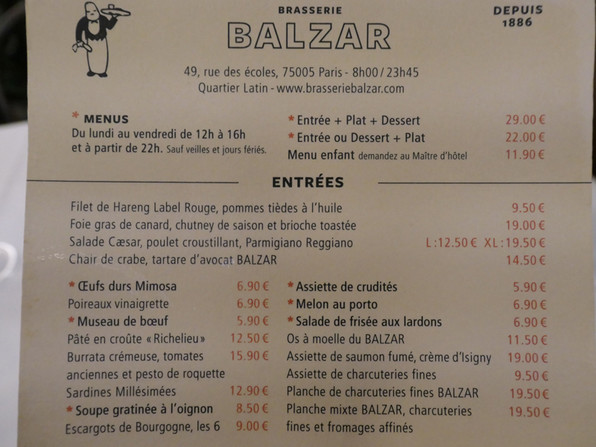 BRASSERIE
BALZAR
DEPUIS
1886
49, rue des écoles, 75005 Paris - 8h00 / 23h45
Quartier Latin - www.brasseriebalzar.com
* MENUS
Du lundi au vendredi de 12h à 16h
et à partir de 22h. Sauf veilles et jours fériés.
* Entrée + Plat + Dessert 29.00 €
* Entrée ou Dessert + Plat 22.00 €
Menu enfant demandez au Maître d'hôtel 11.90 €
ENTRÉES
Filet de Hareng Label Rouge, pommes tièdes à l'huile 9.50 €
Foie gras de canard, chutney de saison et brioche toastée 19.00 €
Salade Cæsar, poulet croustillant, Parmigiano Reggiano L : 12.50 € XL : 19.50 €
Chair de crabe, tartare d'avocat BALZAR 14.50 €
* Œufs durs Mimosa 6.90 €
Poireaux vinaigrette 6.90 €
* Museau de bœuf 5.90 €
Pâté en croûte « Richelieu » 12.50 €
Burrata crémeuse, tomates 15.90 €
anciennes et pesto de roquette
Sardines Millésimées 12.90 €
* Soupe gratinée à l'oignon 8.50 €
Escargots de Bourgogne, les 6 9.00 €
* Assiette de crudités 5.90 €
* Melon au porto 6.90 €
* Salade de frisée aux lardons 6.90 €
Os à moelle du BALZAR 11.50 €
Assiette de saumon fumé, crème d'Isigny 19.00 €
Assiette de charcuteries fines 9.50 €
Planche de charcuteries fines BALZAR 19.50 €
Planche mixte BALZAR, charcuteries 19.50 €
fines et fromages affinés